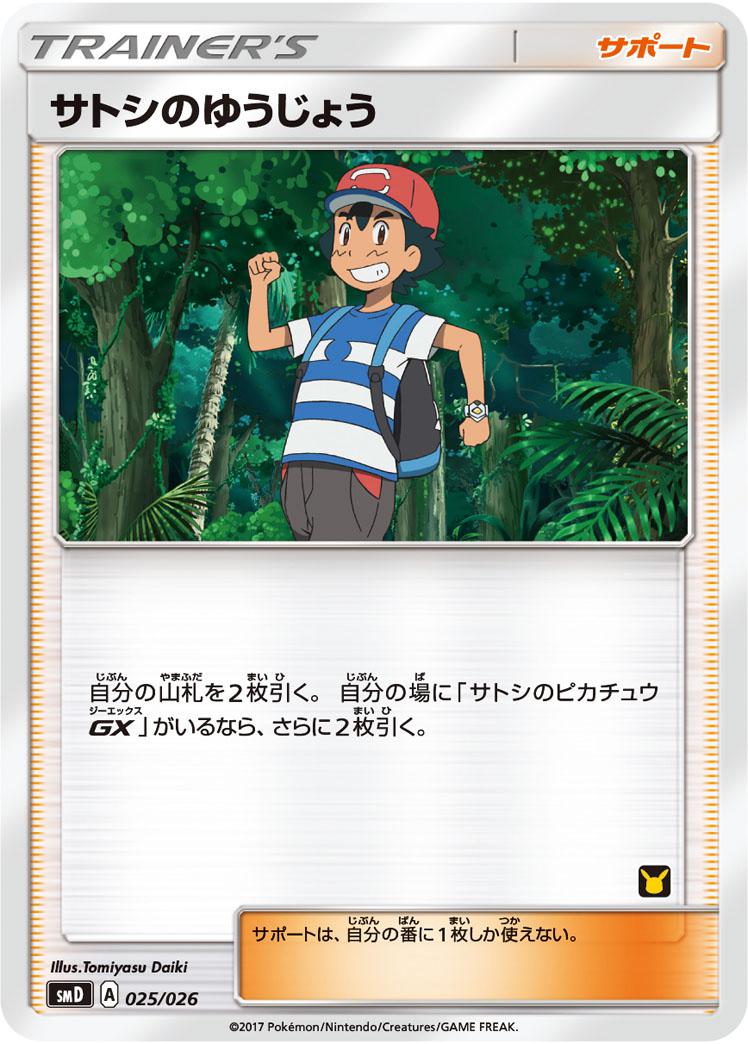 TRAINER'S
サポート
サトシのゆうじょう
じぶん やまふだ まい ひ じぶん ば
自分の山札を2枚引く。 自分の場に「サトシのピカチュウ
ジーエックス まい ひ
GX」がいるなら、さらに2枚引く。
じぶん ばん まい つか
サポートは、自分の番に1枚しか使えない。
Illus.Tomiyasu Daiki
SMD A 025/026
©2017 Pokémon/Nintendo/Creatures/GAME FREAK.